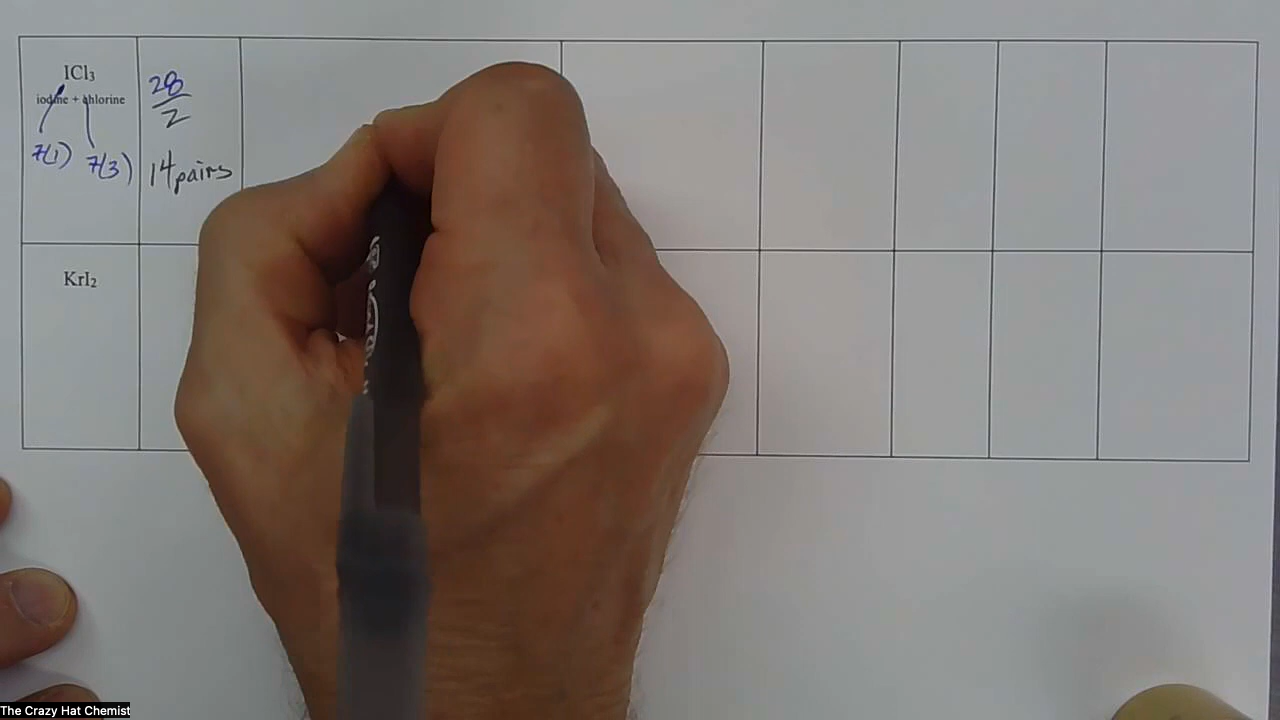 ICl₃
iodine + chlorine
7(1) 7(3)
28
2
14 pairs
KrI₂
The Crazy Hat Chemist